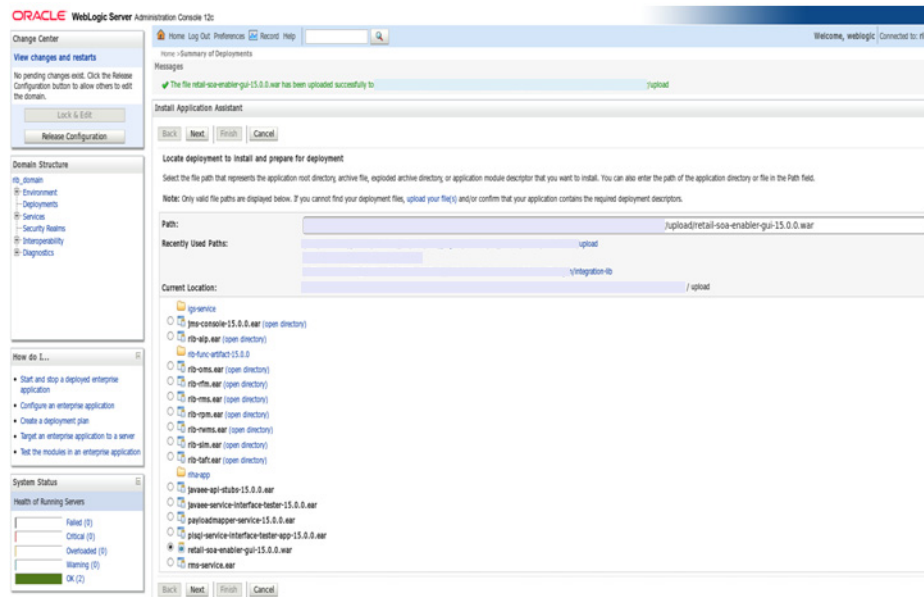 ORACLE WebLogic Server Administration Console 12c
Change Center
View changes and restarts
No pending changes exist. Click the Release
Configuration button to allow others to edit
the domain.
Lock & Edit
Release Configuration
Domain Structure
rib_domain
Environment
Deployments
Services
Security Realms
Interoperability
Diagnostics
How do I...
Start and stop a deployed enterprise
application
Configure an enterprise application
Create a deployment plan
Target an enterprise application to a server
Test the modules in an enterprise application
System Status
Health of Running Servers
Failed (0)
Critical (0)
Overloaded (0)
Warning (0)
OK (2)
Home Log Out Preferences Record Help
Welcome, weblogic Connected to:
Home >Summary of Deployments
Messages
The file retail-soa-enabler-gui-15.0.0.war has been uploaded successfully to /upload
Install Application Assistant
Back Next Finish Cancel
Locate deployment to install and prepare for deployment
Select the file path that represents the application root directory, archive file, exploded archive directory, or application module descriptor that you want to install. You can also enter the path of the application directory or file in the Path field.
Note: Only valid file paths are displayed below. If you cannot find your deployment files, upload your file(s) and/or confirm that your application contains the required deployment descriptors.
Path: /upload/retail-soa-enabler-gui-15.0.0.war
Recently Used Paths: upload
/integration-lib
Current Location: / upload
igs-service
jms-console-15.0.0.ear (open directory)
rib-aip.ear (open directory)
rib-func-artifact-15.0.0
rib-oms.ear (open directory)
rib-rfm.ear (open directory)
rib-rms.ear (open directory)
rib-rpm.ear (open directory)
rib-rwms.ear (open directory)
rib-sim.ear (open directory)
rib-tafr.ear (open directory)
riha-app
javaee-api-stubs-15.0.0.ear
javaee-service-interface-tester-15.0.0.ear
payloadmapper-service-15.0.0.ear
plsql-service-interface-tester-app-15.0.0.ear
retail-soa-enabler-gui-15.0.0.war
rms-service.ear
Back Next Finish Cancel